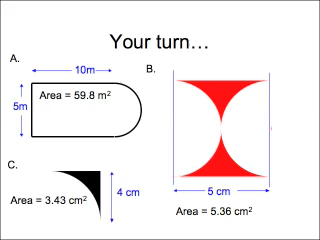 Your turn…
A.
10m
B.
Area = 59.8 m²
5m
C.
4 cm
5 cm
Area = 3.43 cm²
Area = 5.36 cm²